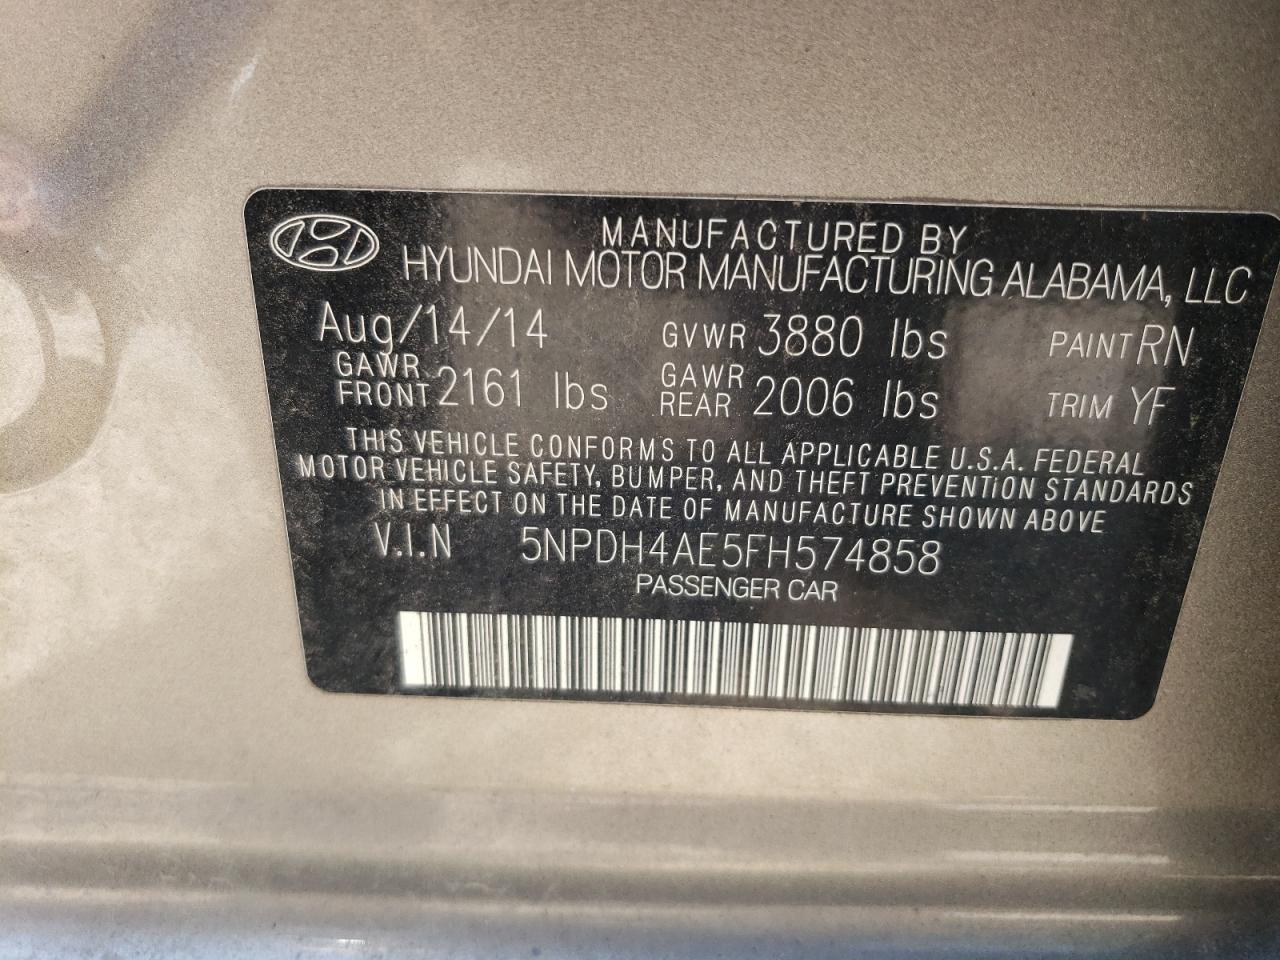 MANUFACTURED BY
HYUNDAI MOTOR MANUFACTURING ALABAMA, LLC
Aug/14/14 GVWR 3880 lbs PAINT RN
GAWR FRONT 2161 lbs GAWR REAR 2006 lbs TRIM YF
THIS VEHICLE CONFORMS TO ALL APPLICABLE U.S.A. FEDERAL
MOTOR VEHICLE SAFETY, BUMPER, AND THEFT PREVENTiON STANDARDS
IN EFFECT ON THE DATE OF MANUFACTURE SHOWN ABOVE
V.I.N 5NPDH4AE5FH574858
PASSENGER CAR